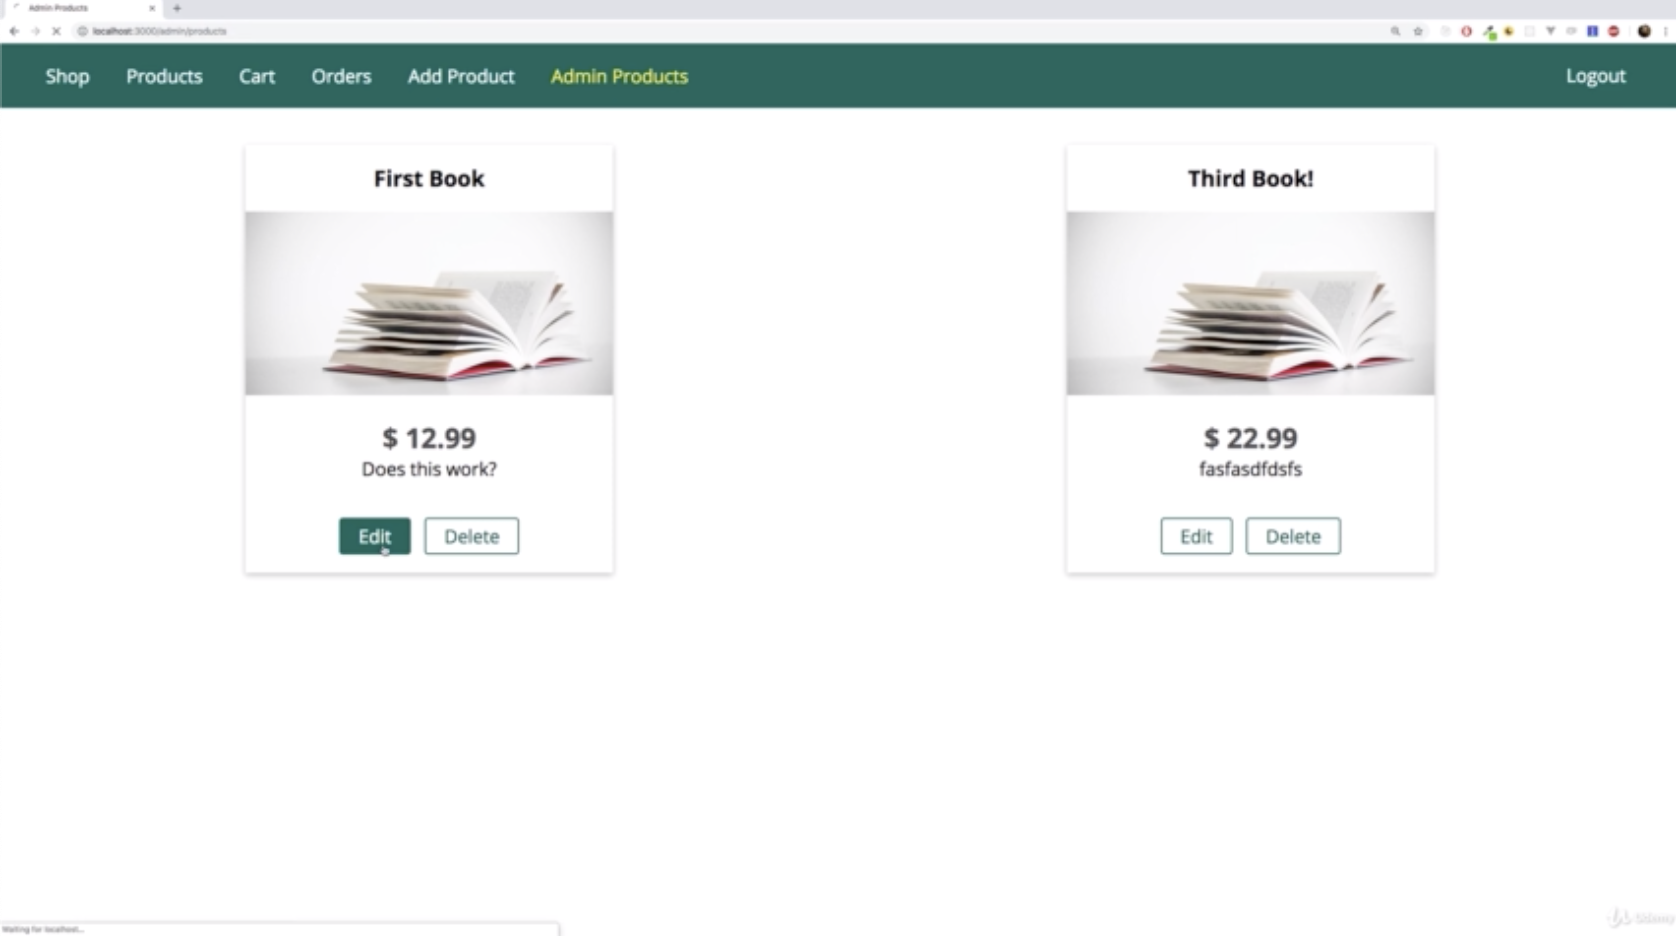 Admin Products
localhost:3000/admin/products
Shop Products Cart Orders Add Product Admin Products Logout
First Book
$ 12.99
Does this work?
Edit Delete
Third Book!
$ 22.99
fasfasdfdsfs
Edit Delete
Waiting for localhost...
Udemy